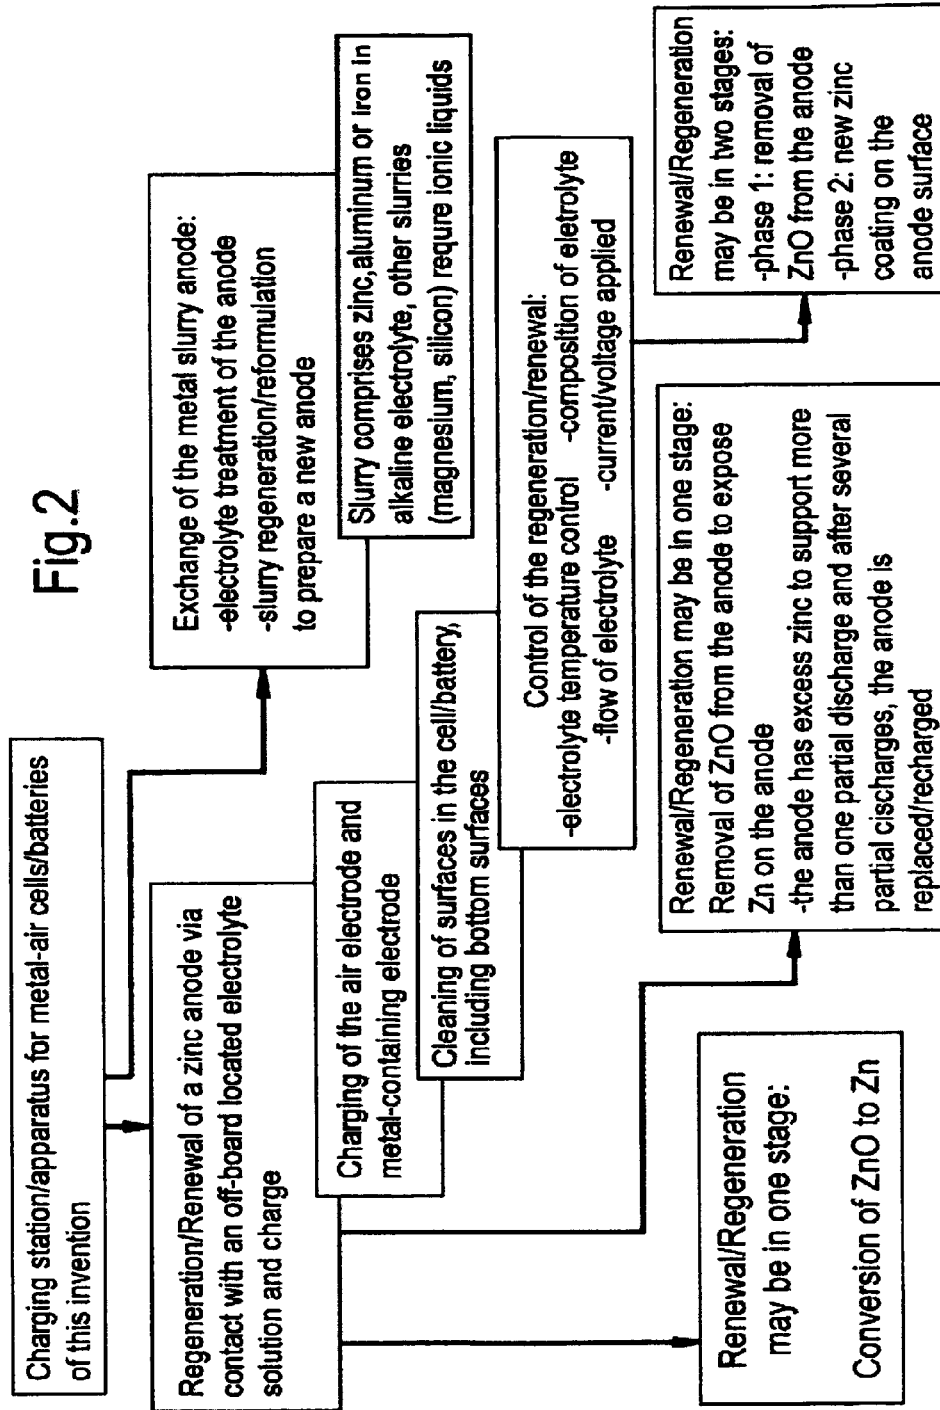 Fig.2
Charging station/apparatus for metal-air cells/batteries
of this invention
Exchange of the metal slurry anode:
-electrolyte treatment of the anode
-slurry regeneration/reformulation
to prepare a new anode
Slurry comprises zinc,aluminum or iron in
alkaline electrolyte, other slurries
(magnesium, silicon) requre ionic liquids
Regeneration/Renewal of a zinc anode via
contact with an off-board located electrolyte
solution and charge
Charging of the air electrode and
metal-containing electrode
Cleaning of surfaces in the cell/battery,
including bottom surfaces
Control of the regeneration/renewal:
-electrolyte temperature control -composition of eletrolyte
-flow of electrolyte -current/voltage applied
Renewal/Regeneration
may be in one stage:
Conversion of ZnO to Zn
Renewal/Regeneration may be in one stage:
Removal of ZnO from the anode to expose
Zn on the anode
-the anode has excess zinc to support more
than one partial discharge and after several
partial cischarges, the anode is
replaced/recharged
Renewal/Regeneration
may be in two stages:
-phase 1: removal of
ZnO from the anode
-phase 2: new zinc
coating on the
anode surface